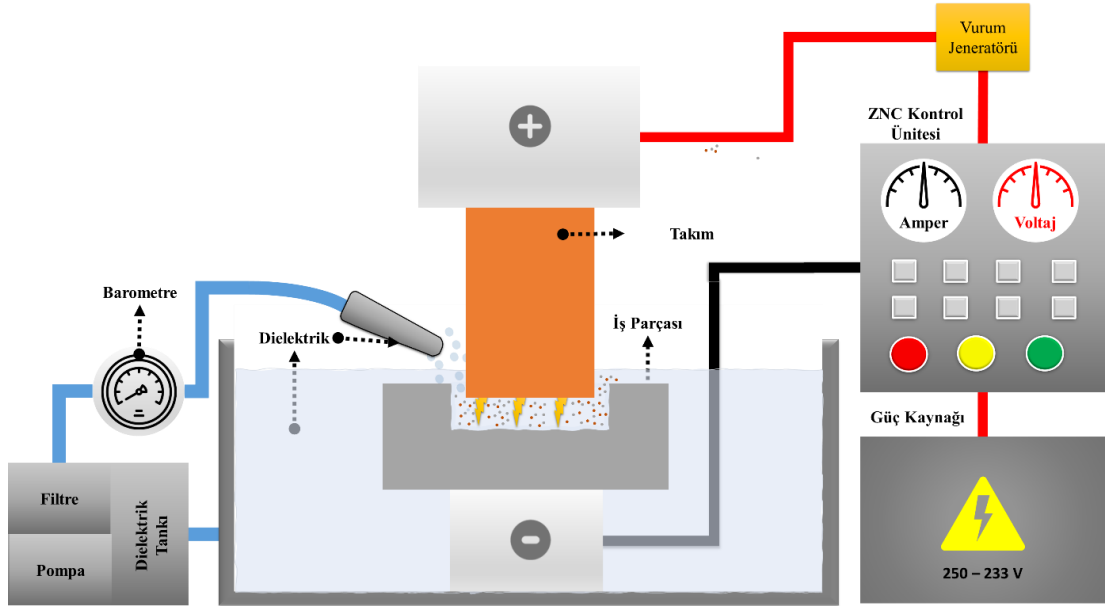 Vurum
Jeneratörü
ZNC Kontrol
Ünitesi
Amper
Voltaj
Takım
Barometre
Dielektrik
İş Parçası
Güç Kaynağı
Filtre
Pompa
Dielektrik
Tankı
250 – 233 V